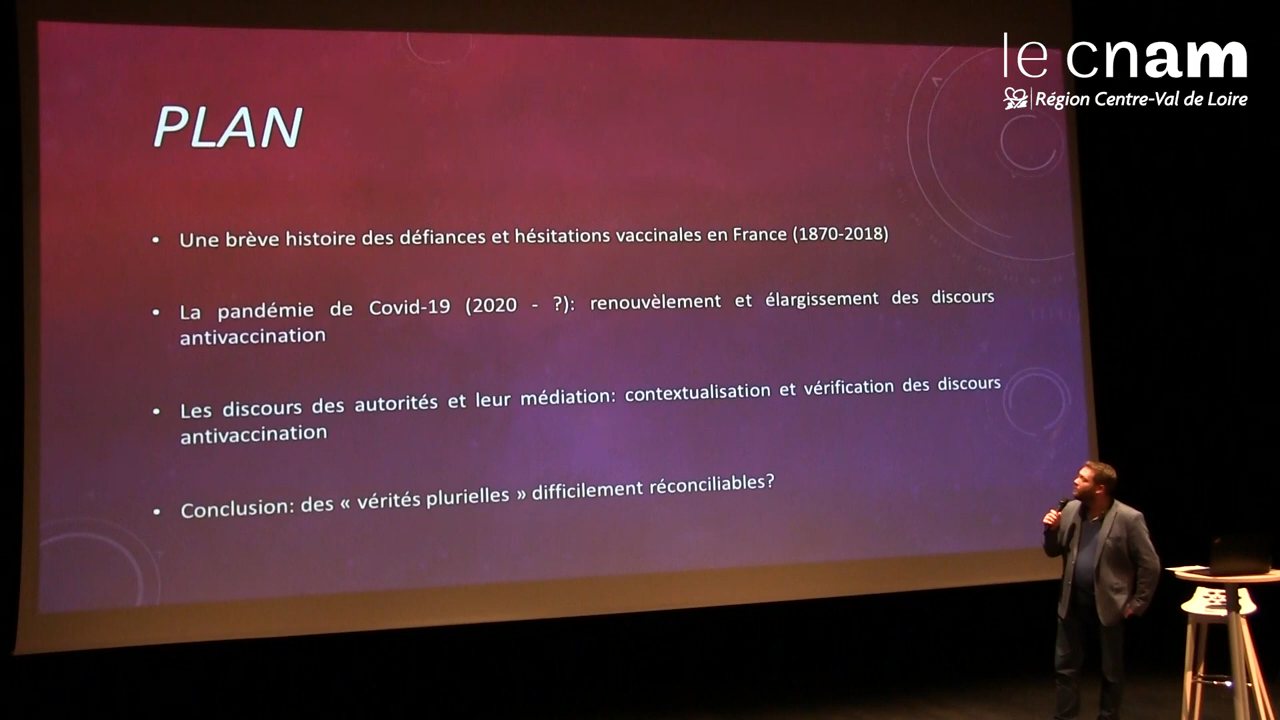 le cnam
Région Centre-Val de Loire
PLAN
• Une brève histoire des défiances et hésitations vaccinales en France (1870-2018)
• La pandémie de Covid-19 (2020 - ?): renouvèlement et élargissement des discours
antivaccination
• Les discours des autorités et leur médiation: contextualisation et vérification des discours
antivaccination
• Conclusion: des « vérités plurielles » difficilement réconciliables?